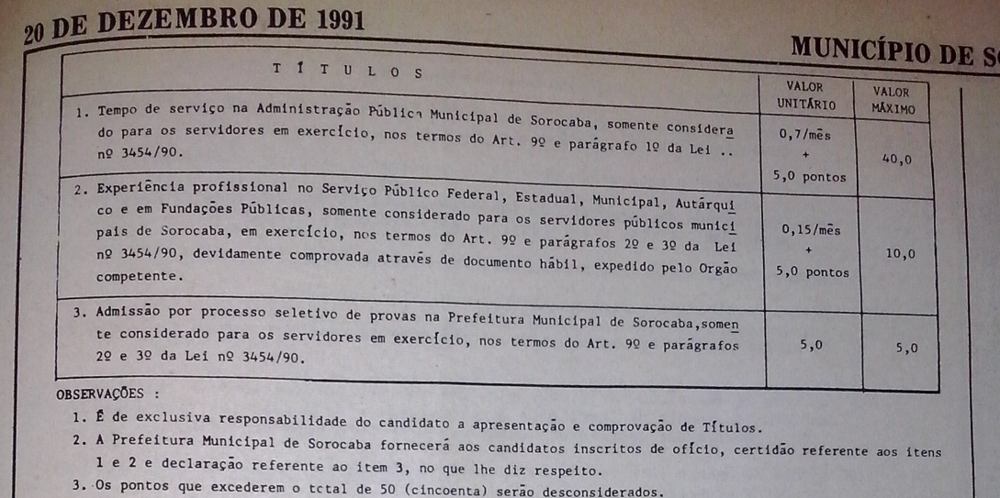 20 DE DEZEMBRO DE 1991
MUNICÍPIO DE
T Í T U L O S
VALOR UNITÁRIO
VALOR MÁXIMO
1. Tempo de serviço na Administração Pública Municipal de Sorocaba, somente considera
do para os servidores em exercício, nos termos do Art. 9º e parágrafo 1º da Lei ..
nº 3454/90.
0,7/mês
+
5,0 pontos
40,0
2. Experiência profissional no Serviço Público Federal, Estadual, Municipal, Autárqui
co e em Fundações Públicas, somente considerado para os servidores públicos munici
pais de Sorocaba, em exercício, nos termos do Art. 9º e parágrafos 2º e 3º da Lei
nº 3454/90, devidamente comprovada através de documento hábil, expedido pelo Orgão
competente.
0,15/mês
+
5,0 pontos
10,0
3. Admissão por processo seletivo de provas na Prefeitura Municipal de Sorocaba,somen
te considerado para os servidores em exercício, nos termos do Art. 9º e parágrafos
2º e 3º da Lei nº 3454/90.
5,0
5,0
OBSERVAÇÕES :
1. É de exclusiva responsabilidade do candidato a apresentação e comprovação de Títulos.
2. A Prefeitura Municipal de Sorocaba fornecerá aos candidatos inscritos de ofício, certidão referente aos itens
1 e 2 e declaração referente ao item 3, no que lhe diz respeito.
3. Os pontos que excederem o total de 50 (cincoenta) serão desconsiderados.